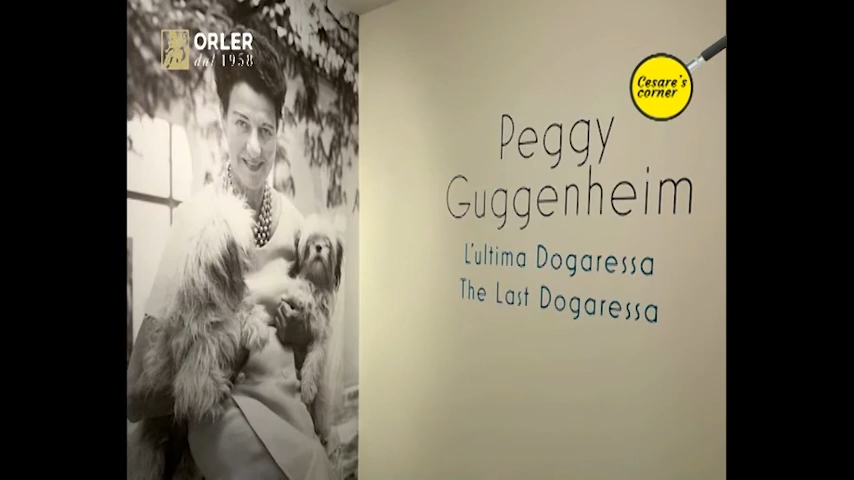 ORLER
dal 1958
Cesare's
corner
Peggy
Guggenheim
L'ultima Dogaressa
The Last Dogaressa